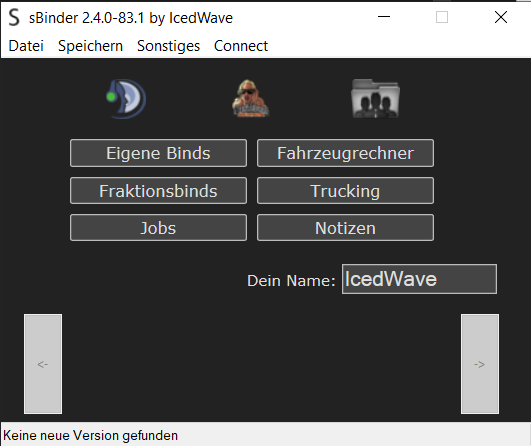 S sBinder 2.4.0-83.1 by IcedWave
Datei Speichern Sonstiges Connect
Eigene Binds Fahrzeugrechner
Fraktionsbinds Trucking
Jobs Notizen
Dein Name: IcedWave
<- ->
Keine neue Version gefunden